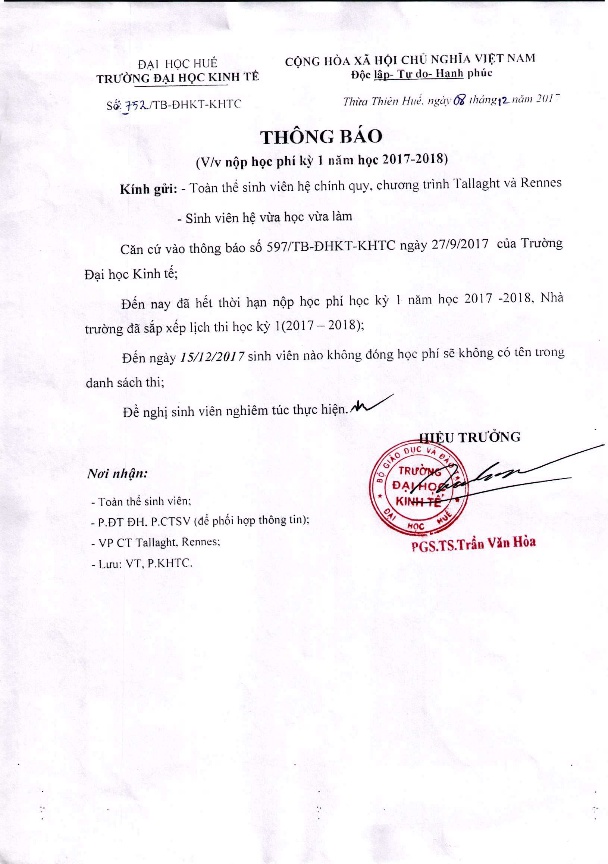 ĐẠI HỌC HUẾ
TRƯỜNG ĐẠI HỌC KINH TẾ
Số: 752/TB-ĐHKT-KHTC
CỘNG HÒA XÃ HỘI CHỦ NGHĨA VIỆT NAM
Độc lập- Tự do- Hạnh phúc
Thừa Thiên Huế, ngày 08 tháng 12 năm 2017
THÔNG BÁO
(V/v nộp học phí kỳ 1 năm học 2017-2018)
Kính gửi: - Toàn thể sinh viên hệ chính quy, chương trình Tallaght và Rennes
- Sinh viên hệ vừa học vừa làm
Căn cứ vào thông báo số 597/TB-ĐHKT-KHTC ngày 27/9/2017 của Trường
Đại học Kinh tế;
Đến nay đã hết thời hạn nộp học phí học kỳ 1 năm học 2017 -2018, Nhà
trường đã sắp xếp lịch thi học kỳ 1(2017 – 2018);
Đến ngày 15/12/2017 sinh viên nào không đóng học phí sẽ không có tên trong
danh sách thi;
Đề nghị sinh viên nghiêm túc thực hiện.
HIỆU TRƯỞNG
BỘ GIÁO DỤC VÀ ĐÀO
TRƯỜNG
ĐẠI HỌC
KINH TẾ
ĐẠI HỌC HUẾ
PGS.TS.Trần Văn Hòa
Nơi nhận:
- Toàn thể sinh viên;
- P.ĐT ĐH. P.CTSV (để phối hợp thông tin);
- VP CT Tallaght, Rennes;
- Lưu: VT, P.KHTC.